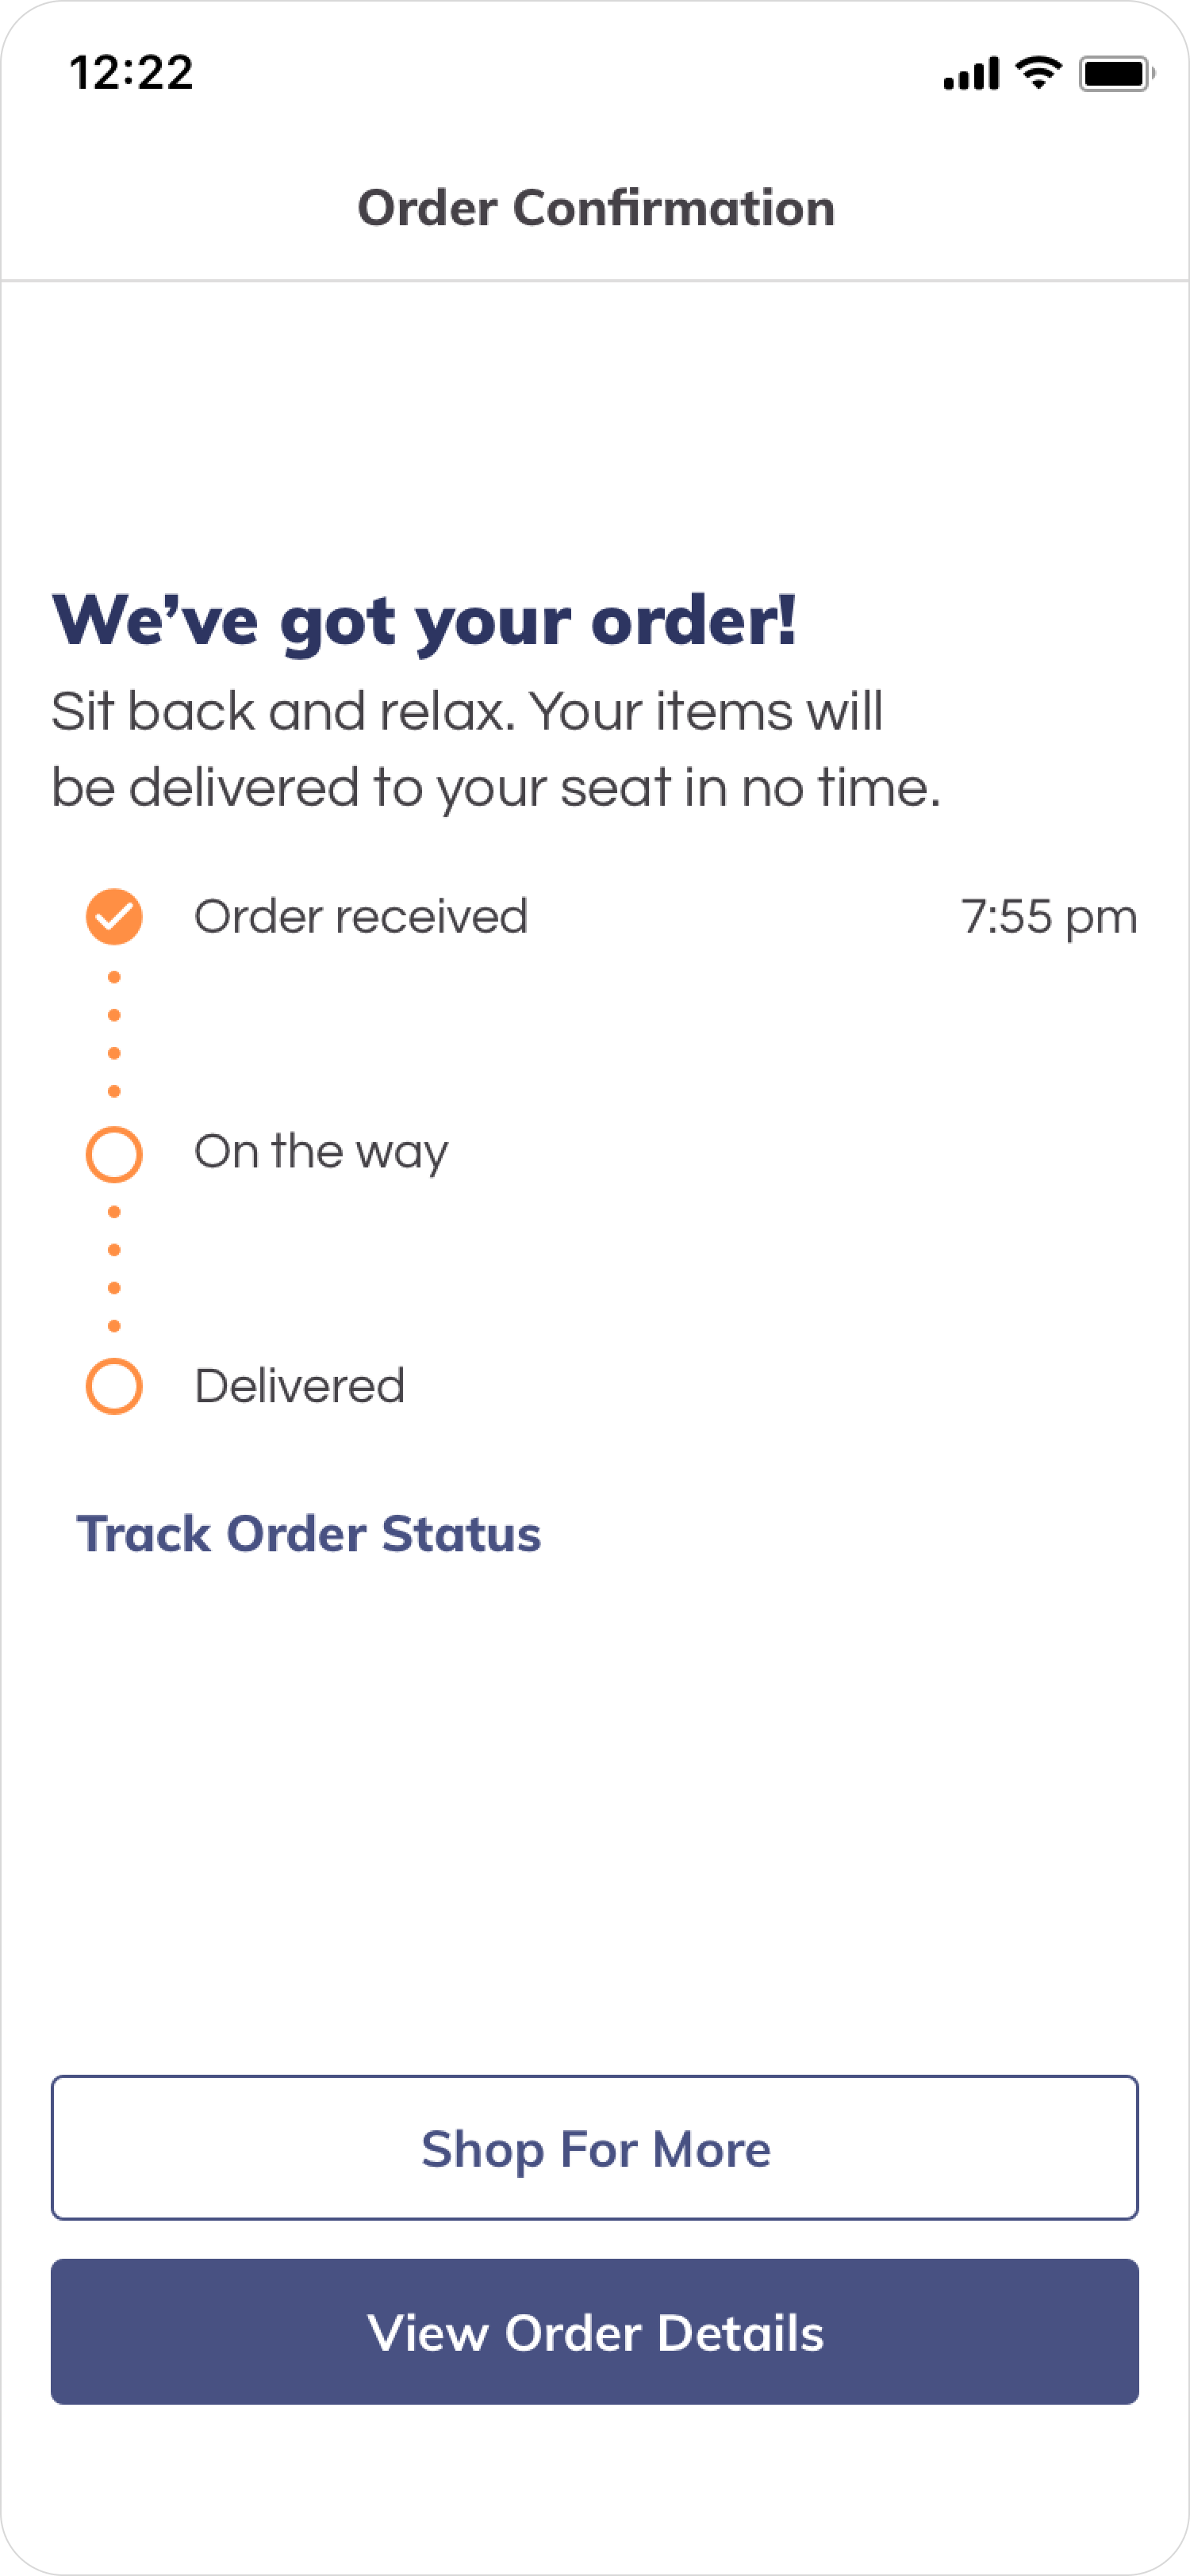 12:22
Order Confirmation
We’ve got your order!
Sit back and relax. Your items will
be delivered to your seat in no time.
Order received 7:55 pm
On the way
Delivered
Track Order Status
Shop For More
View Order Details